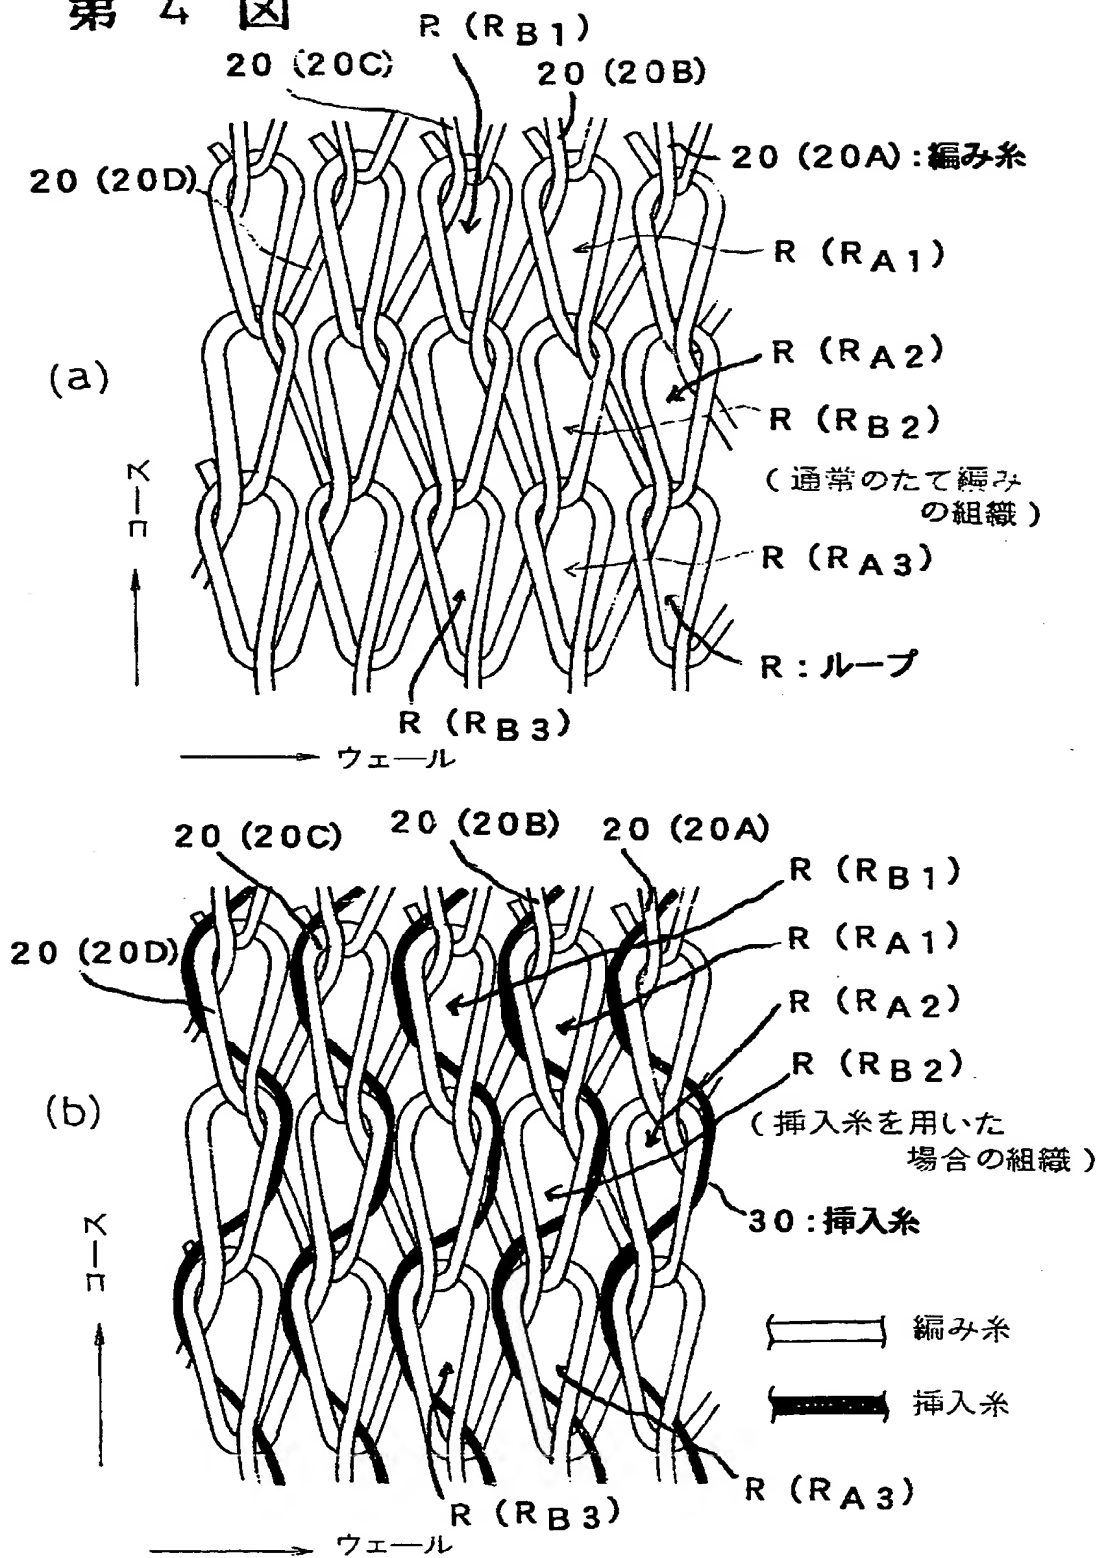 第 4 図
R (RB1)
20 (20C)
20 (20B)
20 (20A) : 編み糸
20 (20D)
R (RA1)
R (RA2)
(a)
R (RB2)
(通常のたて編み
の組織)
コース
R (RA3)
R : ループ
R (RB3)
ウェール
20 (20C)
20 (20B)
20 (20A)
R (RB1)
R (RA1)
20 (20D)
R (RA2)
R (RB2)
(b)
(挿入糸を用いた
場合の組織)
30 : 挿入糸
コース
編み糸
挿入糸
R (RA3)
R (RB3)
ウェール